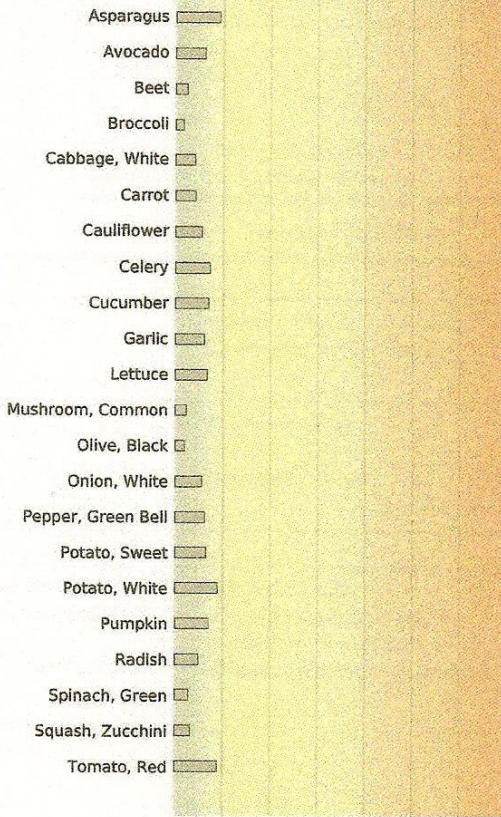 Asparagus
Avocado
Beet
Broccoli
Cabbage, White
Carrot
Cauliflower
Celery
Cucumber
Garlic
Lettuce
Mushroom, Common
Olive, Black
Onion, White
Pepper, Green Bell
Potato, Sweet
Potato, White
Pumpkin
Radish
Spinach, Green
Squash, Zucchini
Tomato, Red